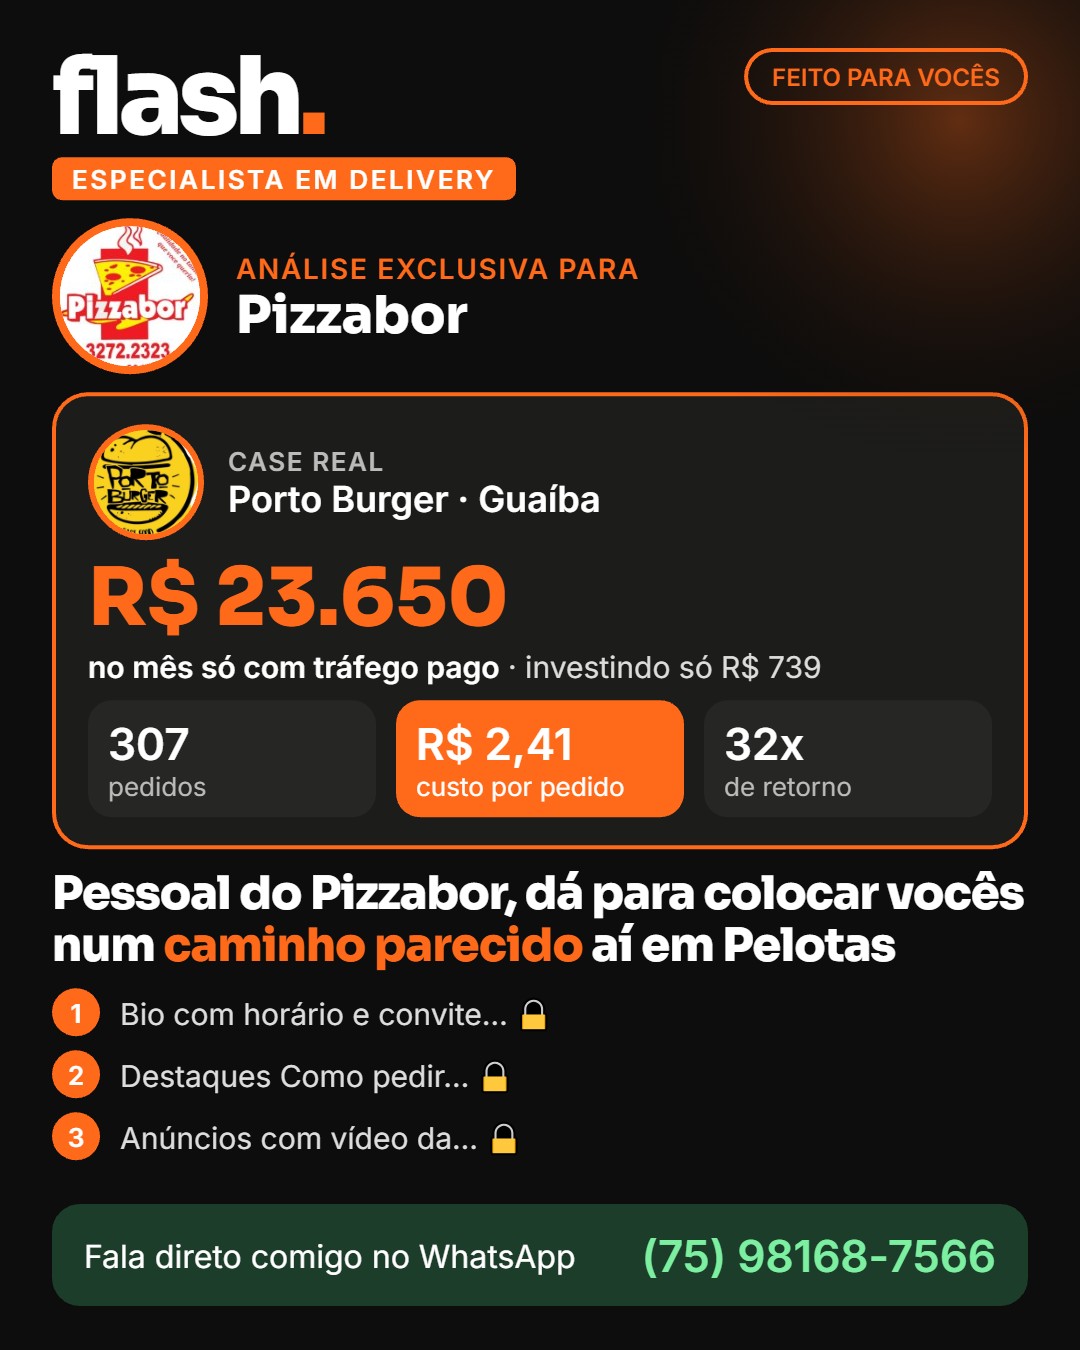 flash.
FEITO PARA VOCÊS
ESPECIALISTA EM DELIVERY
que voce queria!
Pizzabor
3272.2323
ANÁLISE EXCLUSIVA PARA
Pizzabor
PORTO
BURGER
CASE REAL
Porto Burger · Guaíba
R$ 23.650
no mês só com tráfego pago · investindo só R$ 739
307
pedidos
R$ 2,41
custo por pedido
32x
de retorno
Pessoal do Pizzabor, dá para colocar vocês
num caminho parecido aí em Pelotas
1 Bio com horário e convite... 🔒
2 Destaques Como pedir... 🔒
3 Anúncios com vídeo da... 🔒
Fala direto comigo no WhatsApp
(75) 98168-7566